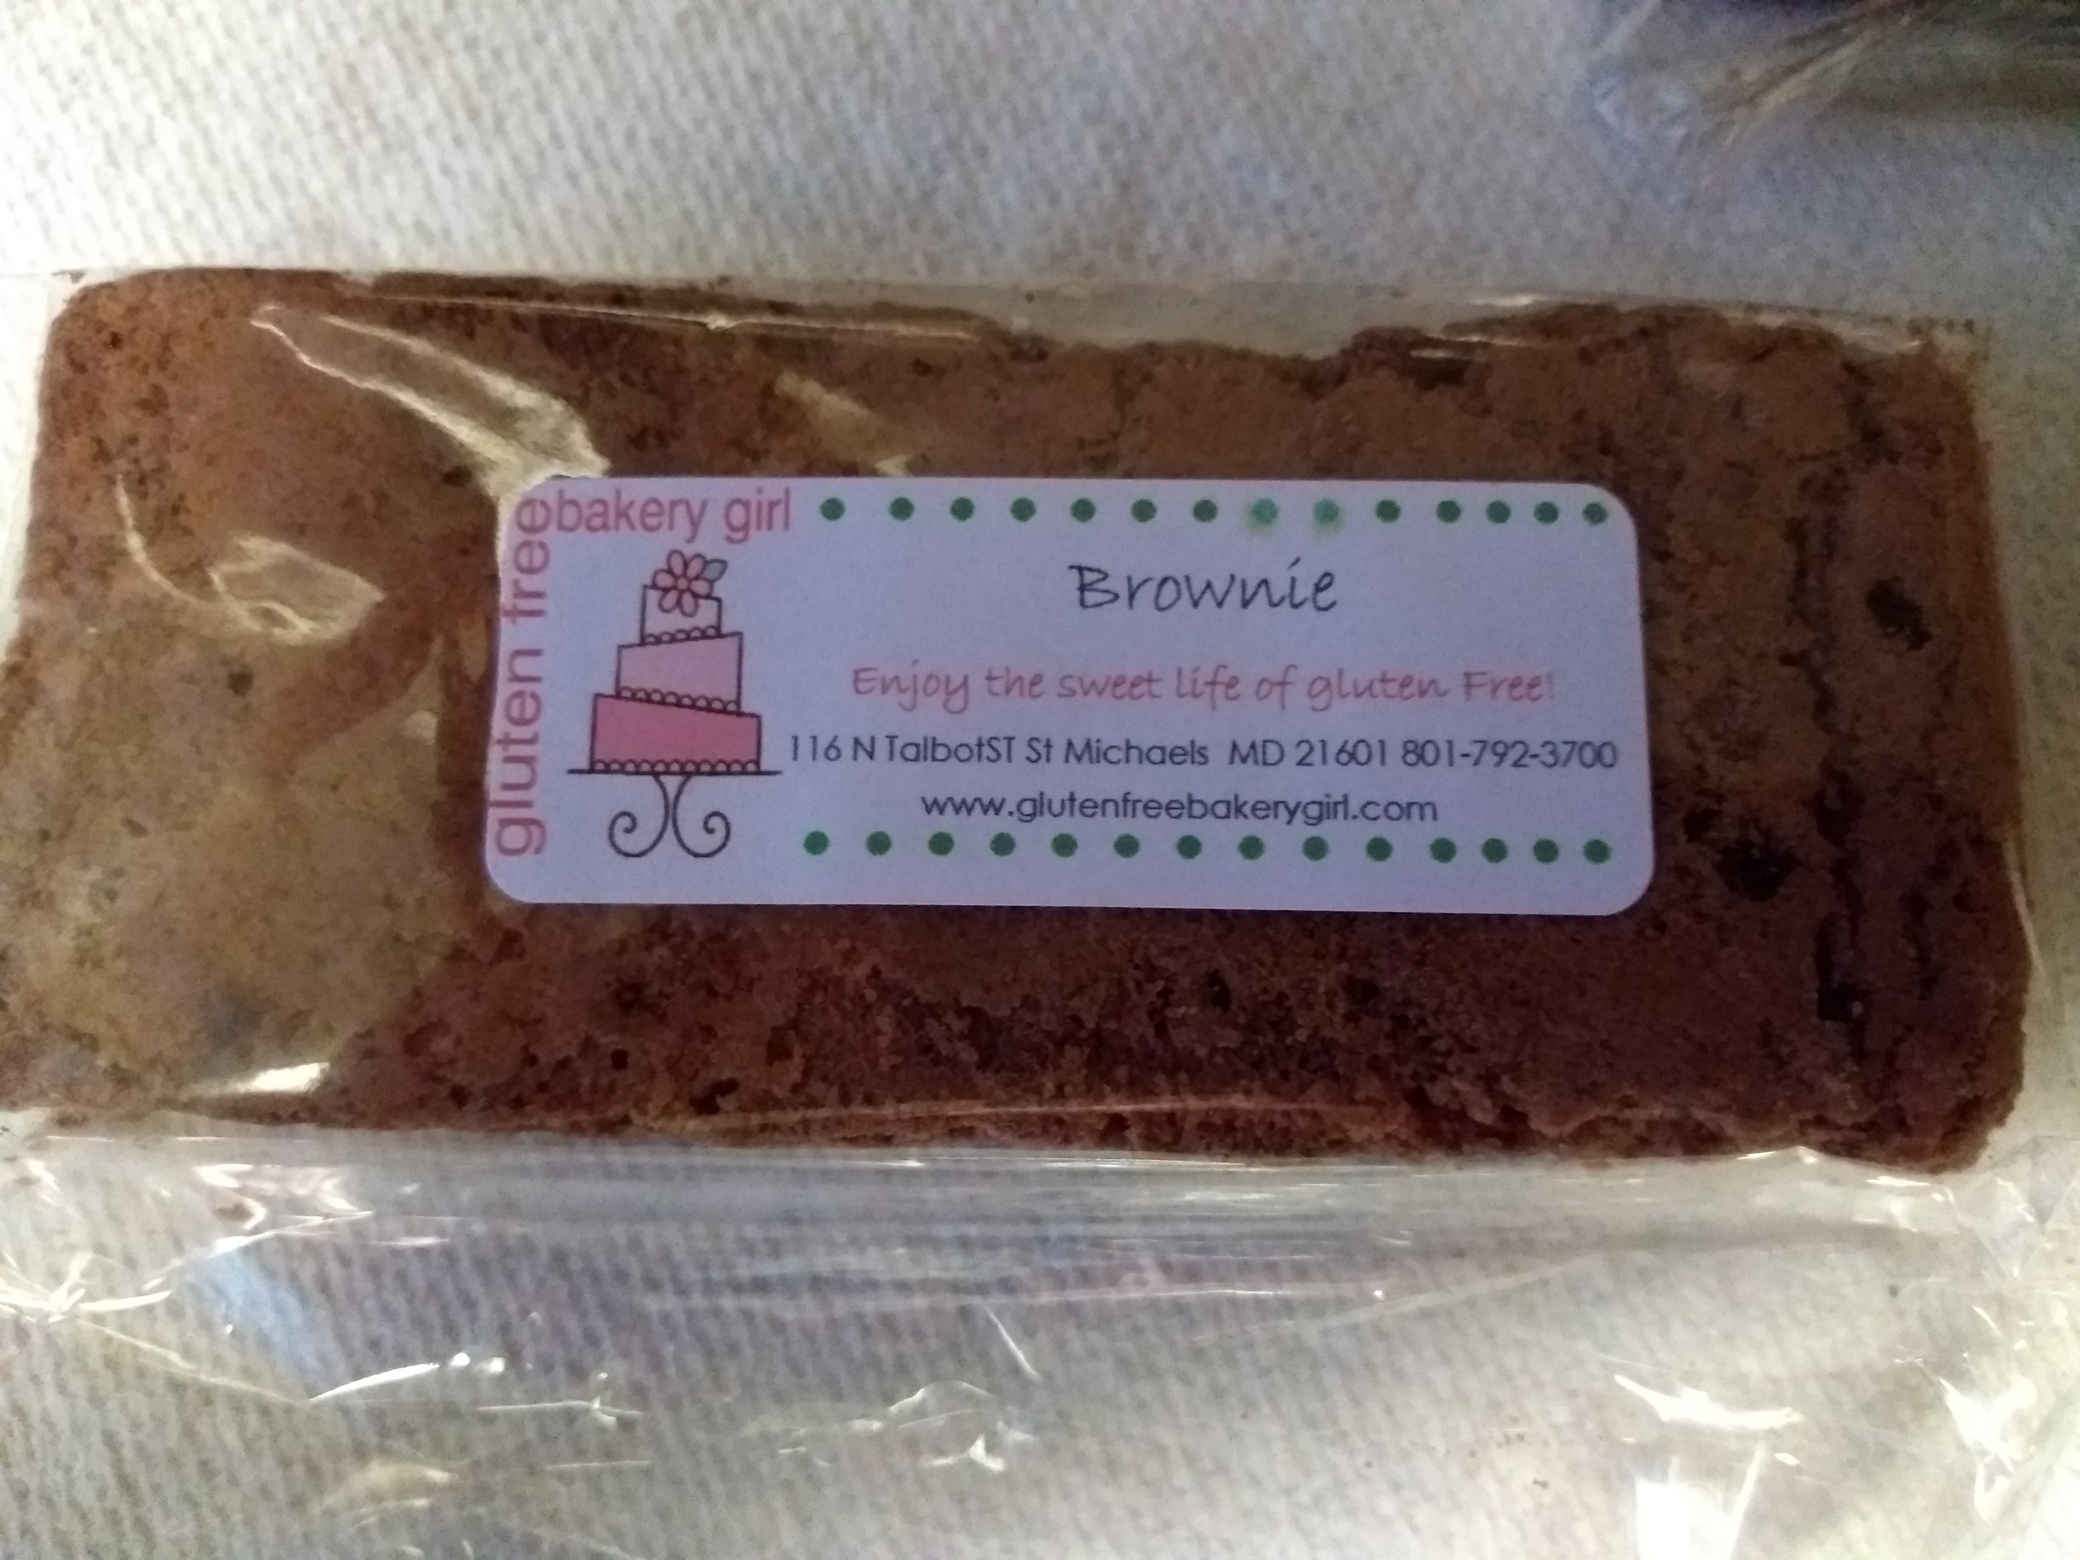 gluten free bakery girl
Brownie
Enjoy the sweet life of gluten Free!
116 N TalbotST St Michaels MD 21601 801-792-3700
www.glutenfreebakerygirl.com